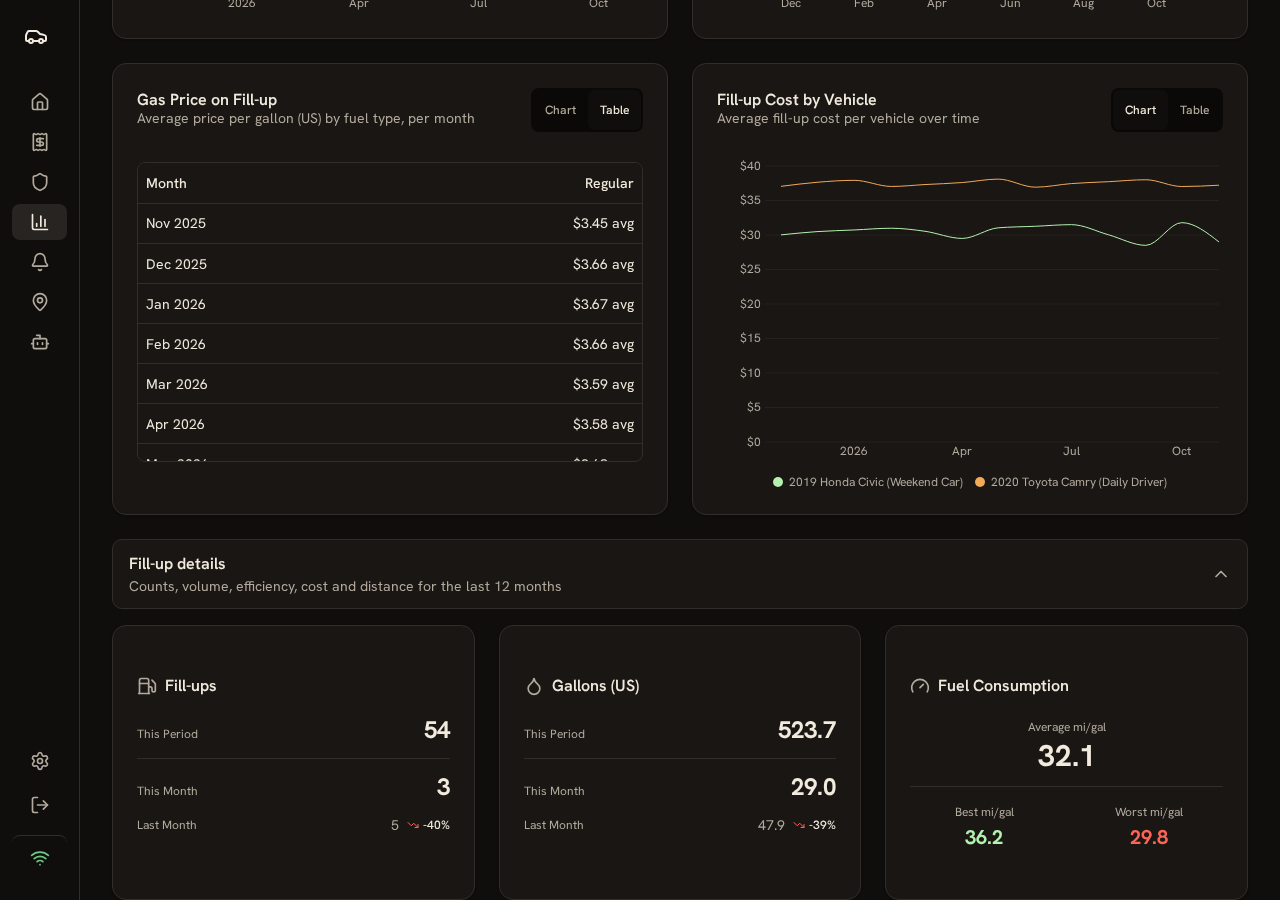 2026 Apr Jul Oct
Dec Feb Apr Jun Aug Oct
Gas Price on Fill-up
Average price per gallon (US) by fuel type, per month
Chart Table
Month Regular
Nov 2025 $3.45 avg
Dec 2025 $3.66 avg
Jan 2026 $3.67 avg
Feb 2026 $3.66 avg
Mar 2026 $3.59 avg
Apr 2026 $3.58 avg
Fill-up Cost by Vehicle
Average fill-up cost per vehicle over time
Chart Table
$40
$35
$30
$25
$20
$15
$10
$5
$0
2026 Apr Jul Oct
2019 Honda Civic (Weekend Car) 2020 Toyota Camry (Daily Driver)
Fill-up details
Counts, volume, efficiency, cost and distance for the last 12 months
Fill-ups
This Period 54
This Month 3
Last Month 5 -40%
Gallons (US)
This Period 523.7
This Month 29.0
Last Month 47.9 -39%
Fuel Consumption
Average mi/gal
32.1
Best mi/gal Worst mi/gal
36.2 29.8